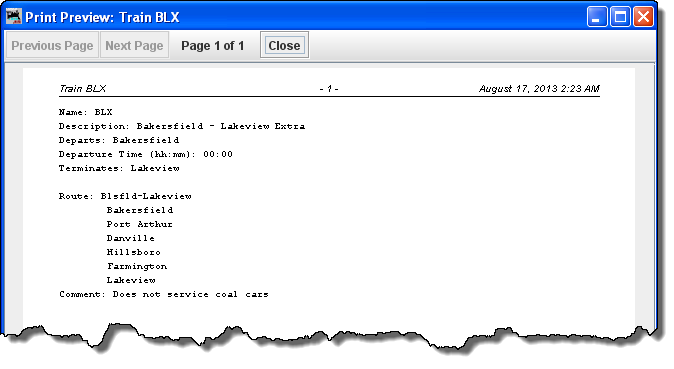 Print Preview: Train BLX
Previous Page Next Page Page 1 of 1 Close
Train BLX - 1 - August 17, 2013 2:23 AM
Name: BLX
Description: Bakersfield - Lakeview Extra
Departs: Bakersfield
Departure Time (hh:mm): 00:00
Terminates: Lakeview
Route: Blsfld-Lakeview
Bakersfield
Port Arthur
Danville
Hillsboro
Farmington
Lakeview
Comment: Does not service coal cars